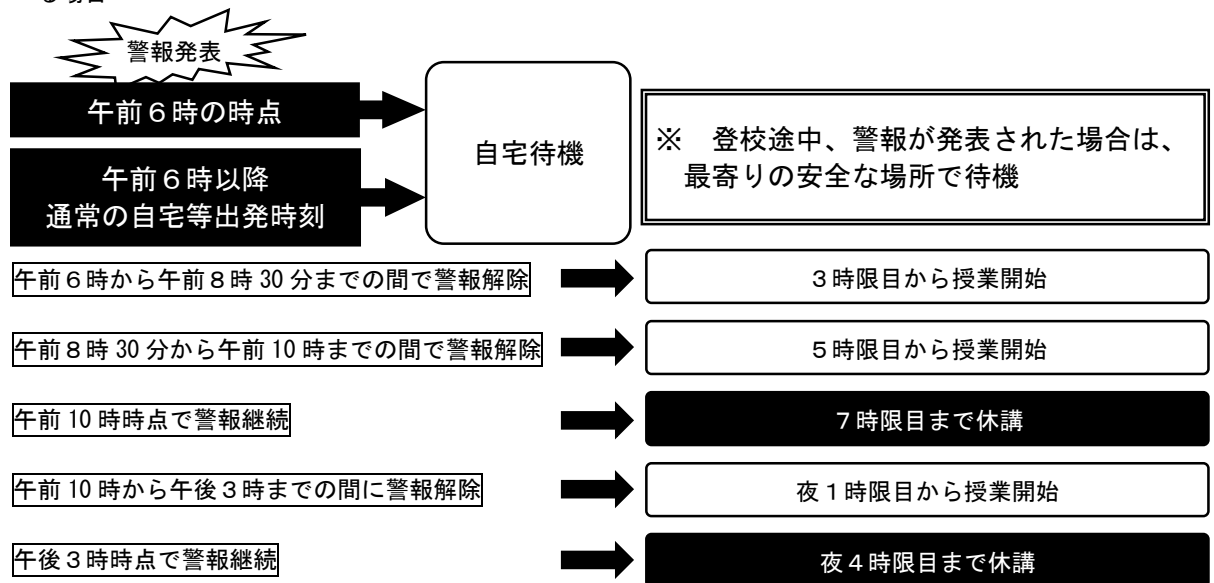 警報発表
午前６時の時点
午前６時以降
通常の自宅等出発時刻
自宅待機
※　登校途中、警報が発表された場合は、
最寄りの安全な場所で待機
午前６時から午前８時 30 分までの間で警報解除
３時限目から授業開始
午前８時 30 分から午前 10 時までの間で警報解除
５時限目から授業開始
午前 10 時時点で警報継続
７時限目まで休講
午前 10 時から午後３時までの間に警報解除
夜１時限目から授業開始
午後３時時点で警報継続
夜４時限目まで休講